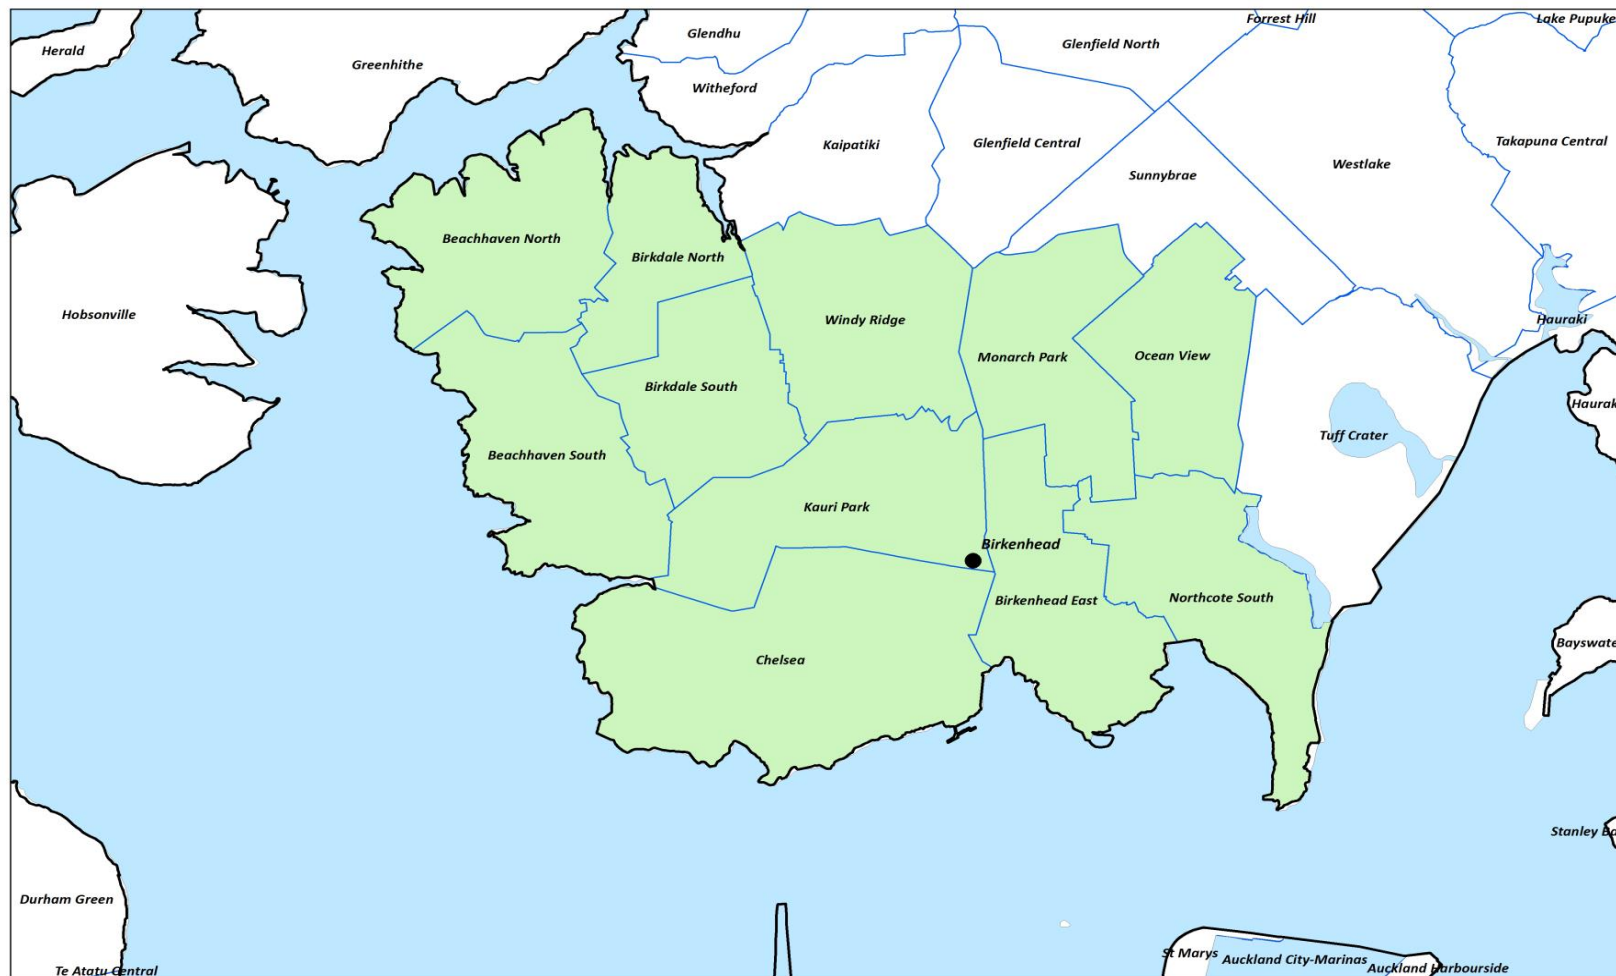 Forrest Hill
Lake Pupuke
Glendhu
Glenfield North
Herald
Greenhithe
Witheford
Kaipatiki
Glenfield Central
Takapuna Central
Westlake
Sunnybrae
Beachhaven North
Birkdale North
Hobsonville
Windy Ridge
Hauraki
Monarch Park
Ocean View
Birkdale South
Haurak
Tuff Crater
Beachhaven South
Kauri Park
Birkenhead
Birkenhead East
Northcote South
Bayswate
Chelsea
Stanley Ba
Durham Green
St Marys
Auckland City-Marinas
Te Atatu Central
Auckland Harbourside